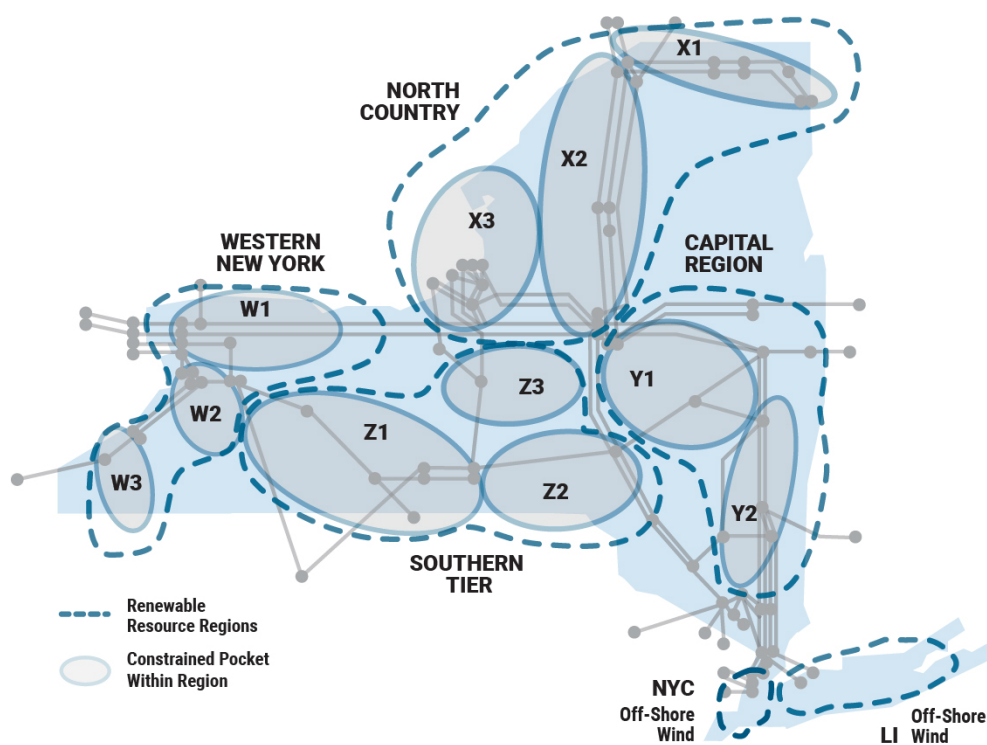 X1
NORTH
COUNTRY
X2
X3
WESTERN
NEW YORK
CAPITAL
REGION
W1
Z3
Y1
W2
Z1
W3
Z2
Y2
SOUTHERN
TIER
Renewable
Resource Regions
Constrained Pocket
Within Region
NYC
Off-Shore
Wind
LI
Off-Shore
Wind